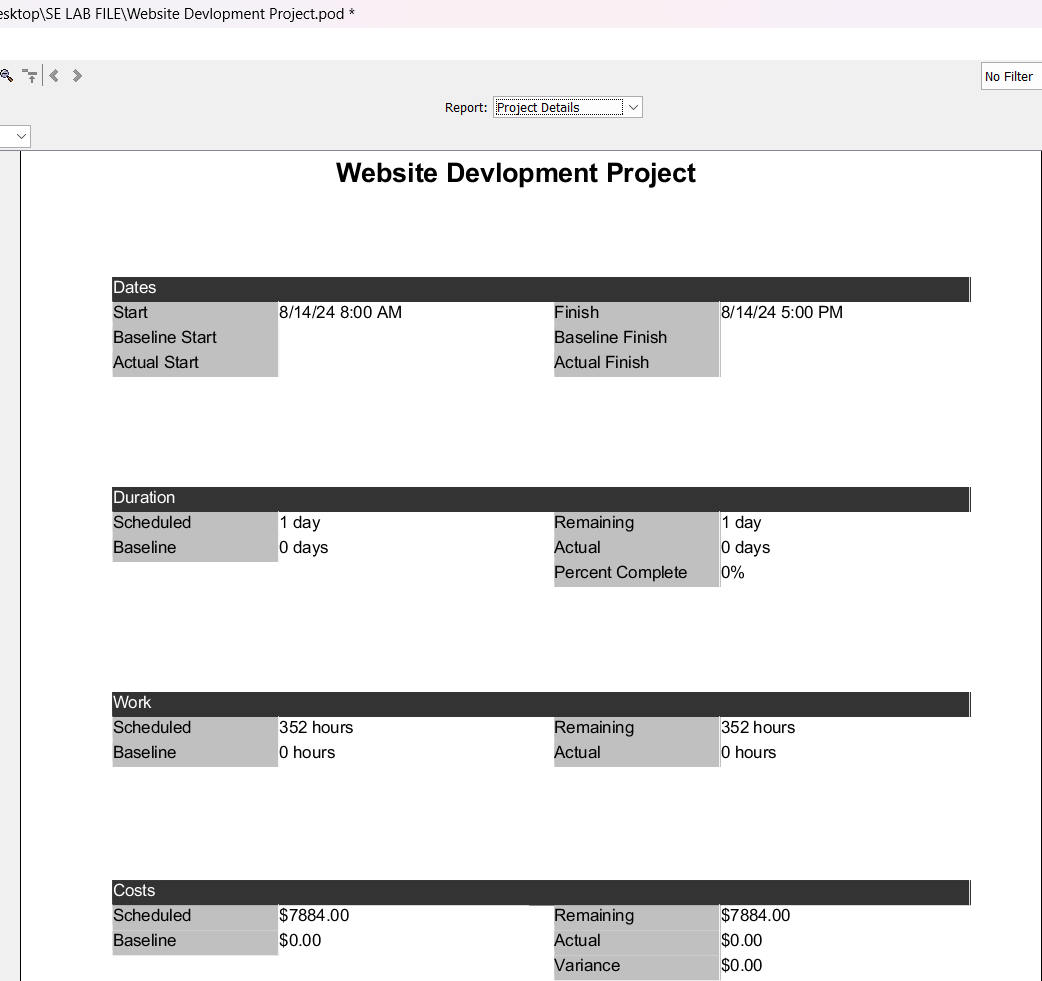 esktop\SE LAB FILE\Website Devlopment Project.pod *
No Filter
Report: Project Details
Website Devlopment Project
Dates
Start 8/14/24 8:00 AM Finish 8/14/24 5:00 PM
Baseline Start Baseline Finish
Actual Start Actual Finish
Duration
Scheduled 1 day Remaining 1 day
Baseline 0 days Actual 0 days
Percent Complete 0%
Work
Scheduled 352 hours Remaining 352 hours
Baseline 0 hours Actual 0 hours
Costs
Scheduled $7884.00 Remaining $7884.00
Baseline $0.00 Actual $0.00
Variance $0.00